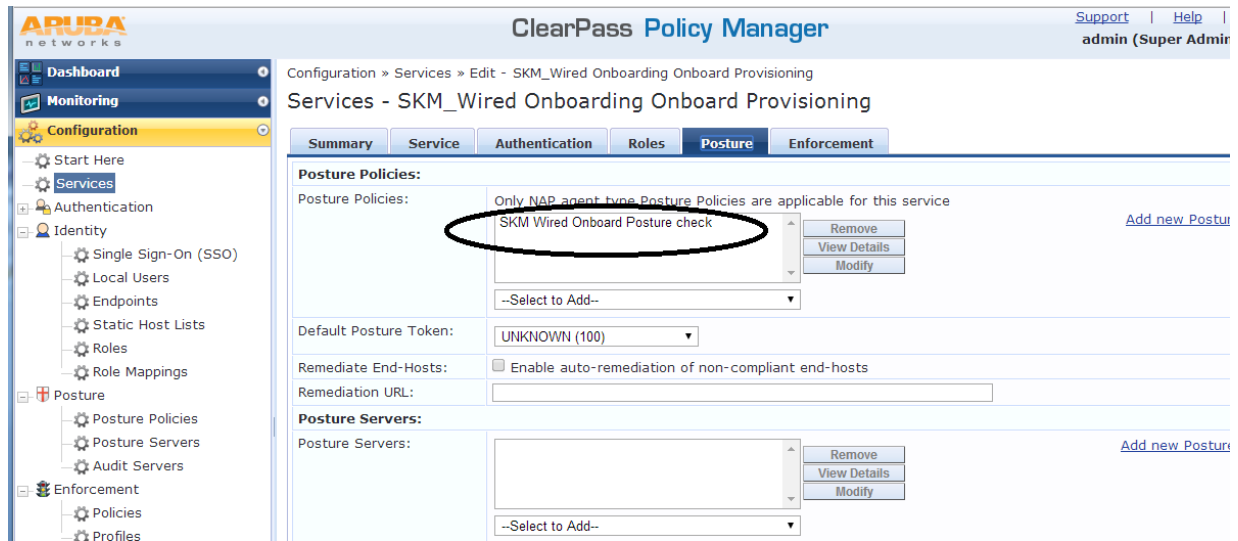 ARUBA
networks
ClearPass Policy Manager
Support | Help |
admin (Super Admin
Dashboard
Monitoring
Configuration
Start Here
Services
Authentication
Identity
Single Sign-On (SSO)
Local Users
Endpoints
Static Host Lists
Roles
Role Mappings
Posture
Posture Policies
Posture Servers
Audit Servers
Enforcement
Policies
Profiles
Configuration » Services » Edit - SKM_Wired Onboarding Onboard Provisioning
Services - SKM_Wired Onboarding Onboard Provisioning
Summary Service Authentication Roles Posture Enforcement
Posture Policies:
Posture Policies: Only NAP agent type Posture Policies are applicable for this service
SKM Wired Onboard Posture check
Remove
View Details
Modify
Add new Postur
--Select to Add--
Default Posture Token: UNKNOWN (100)
Remediate End-Hosts: Enable auto-remediation of non-compliant end-hosts
Remediation URL:
Posture Servers:
Posture Servers:
Remove
View Details
Modify
Add new Posture
--Select to Add--